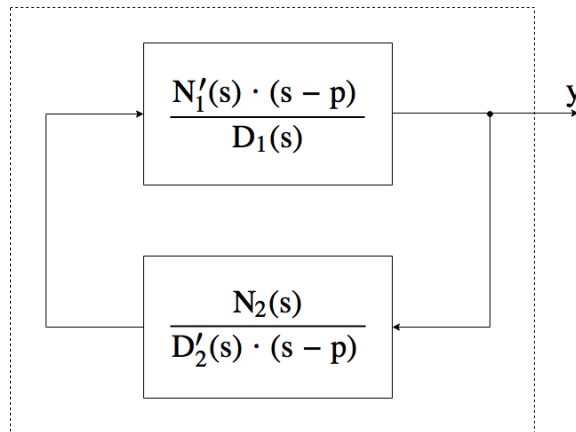 N₁′(s) · (s − p)
D₁(s)
y
N₂(s)
D₂′(s) · (s − p)